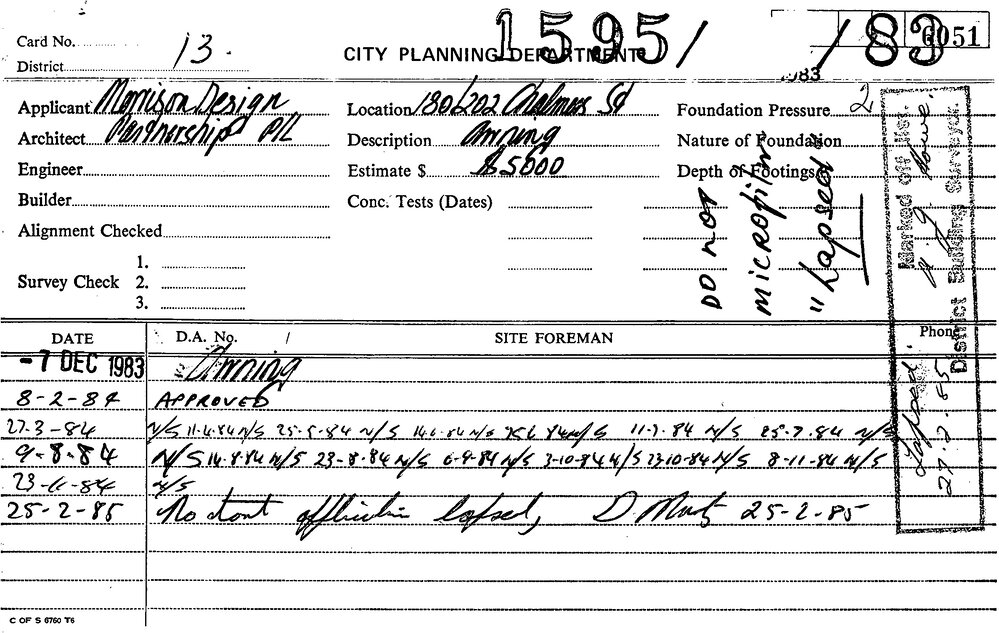 1595/ /83
6051
Card No.
District 13.
CITY PLANNING DEPARTMENT
Applicant Morrison Design
Architect Partnership P/L
Engineer
Builder
Alignment Checked
Survey Check 1.
2.
3.
Location 180/202 Chalmers St
Description Awning
Estimate $ $5000
Conc. Tests (Dates)
Foundation Pressure
Nature of Foundation
Depth of Footings
DO NOT
MICROFILM
"Lapsed"
Marked Off list.
District Building Surveyor.
Lapsed
27.2.85
DATE D.A. No. / SITE FOREMAN Phone
-7 DEC 1983 Awning
8-2-84 APPROVED
27-3-84 N/S 11-4-84 N/S 25-5-84 N/S 14-6-84 N/S 84 N/S 11-7-84 N/S 25-7-84 N/S
9-8-84 N/S 14-8-84 N/S 23-8-84 N/S 6-9-84 N/S 3-10-84 N/S 23-10-84 N/S 8-11-84 N/S
23-11-84 N/S
25-2-85 No start lapsed, D 25-2-85
C OF S 6760 T6